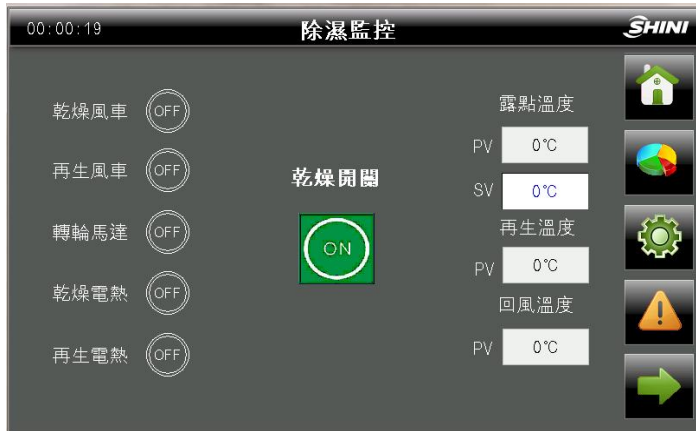 00:00:19
除濕監控
SHINI
乾燥風車 OFF
再生風車 OFF
轉輪馬達 OFF
乾燥電熱 OFF
再生電熱 OFF
乾燥開關
ON
露點溫度
PV 0℃
SV 0℃
再生溫度
PV 0℃
回風溫度
PV 0℃